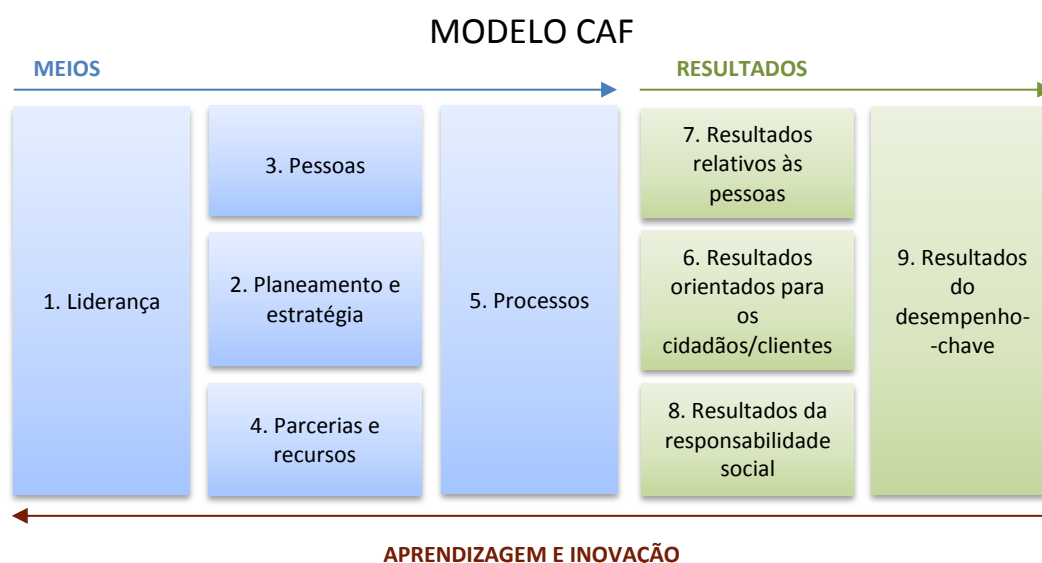 MODELO CAF
MEIOS
RESULTADOS
1. Liderança
3. Pessoas
2. Planeamento e
estratégia
4. Parcerias e
recursos
5. Processos
7. Resultados
relativos às
pessoas
6. Resultados
orientados para
os
cidadãos/clientes
8. Resultados da
responsabilidade
social
9. Resultados
do
desempenho-
-chave
APRENDIZAGEM E INOVAÇÃO